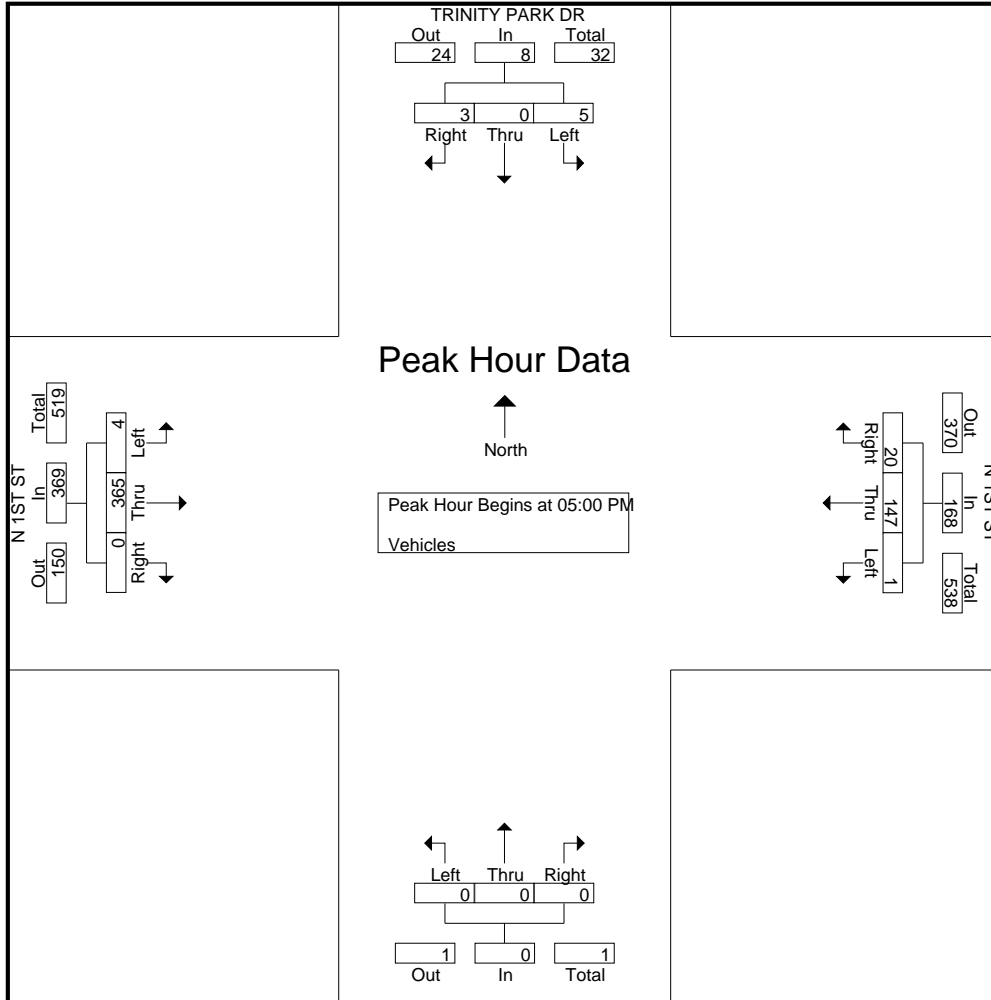 TRINITY PARK DR
Out In Total
24 8 32
3 0 5
Right Thru Left
Peak Hour Data
North
Peak Hour Begins at 05:00 PM
Vehicles
N 1ST ST
Total In Out
519 369 150
4 365 0
Left Thru Right
N 1ST ST
Out In Total
370 168 538
20 147 1
Right Thru Left
Left Thru Right
0 0 0
1 0 1
Out In Total